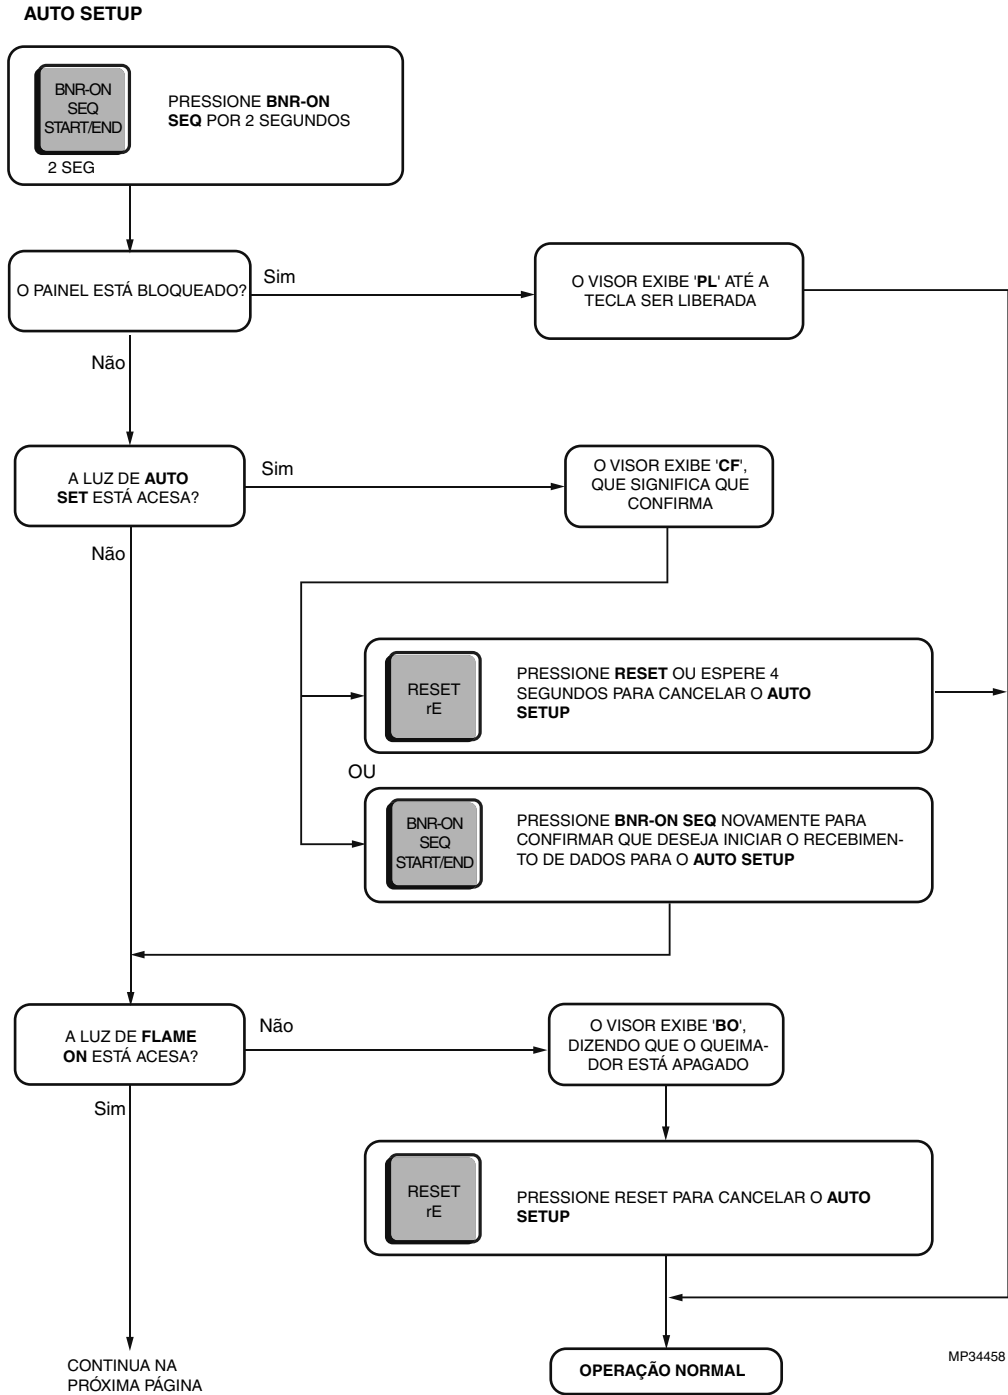 AUTO SETUP
BNR-ON
SEQ
START/END
2 SEG
PRESSIONE BNR-ON
SEQ POR 2 SEGUNDOS
O PAINEL ESTÁ BLOQUEADO?
Sim
O VISOR EXIBE 'PL' ATÉ A
TECLA SER LIBERADA
Não
A LUZ DE AUTO
SET ESTÁ ACESA?
Sim
O VISOR EXIBE 'CF',
QUE SIGNIFICA QUE
CONFIRMA
Não
RESET
rE
PRESSIONE RESET OU ESPERE 4
SEGUNDOS PARA CANCELAR O AUTO
SETUP
OU
BNR-ON
SEQ
START/END
PRESSIONE BNR-ON SEQ NOVAMENTE PARA
CONFIRMAR QUE DESEJA INICIAR O RECEBIMEN-
TO DE DADOS PARA O AUTO SETUP
A LUZ DE FLAME
ON ESTÁ ACESA?
Não
O VISOR EXIBE 'BO',
DIZENDO QUE O QUEIMA-
DOR ESTÁ APAGADO
Sim
RESET
rE
PRESSIONE RESET PARA CANCELAR O AUTO
SETUP
CONTINUA NA
PRÓXIMA PÁGINA
OPERAÇÃO NORMAL
MP34458